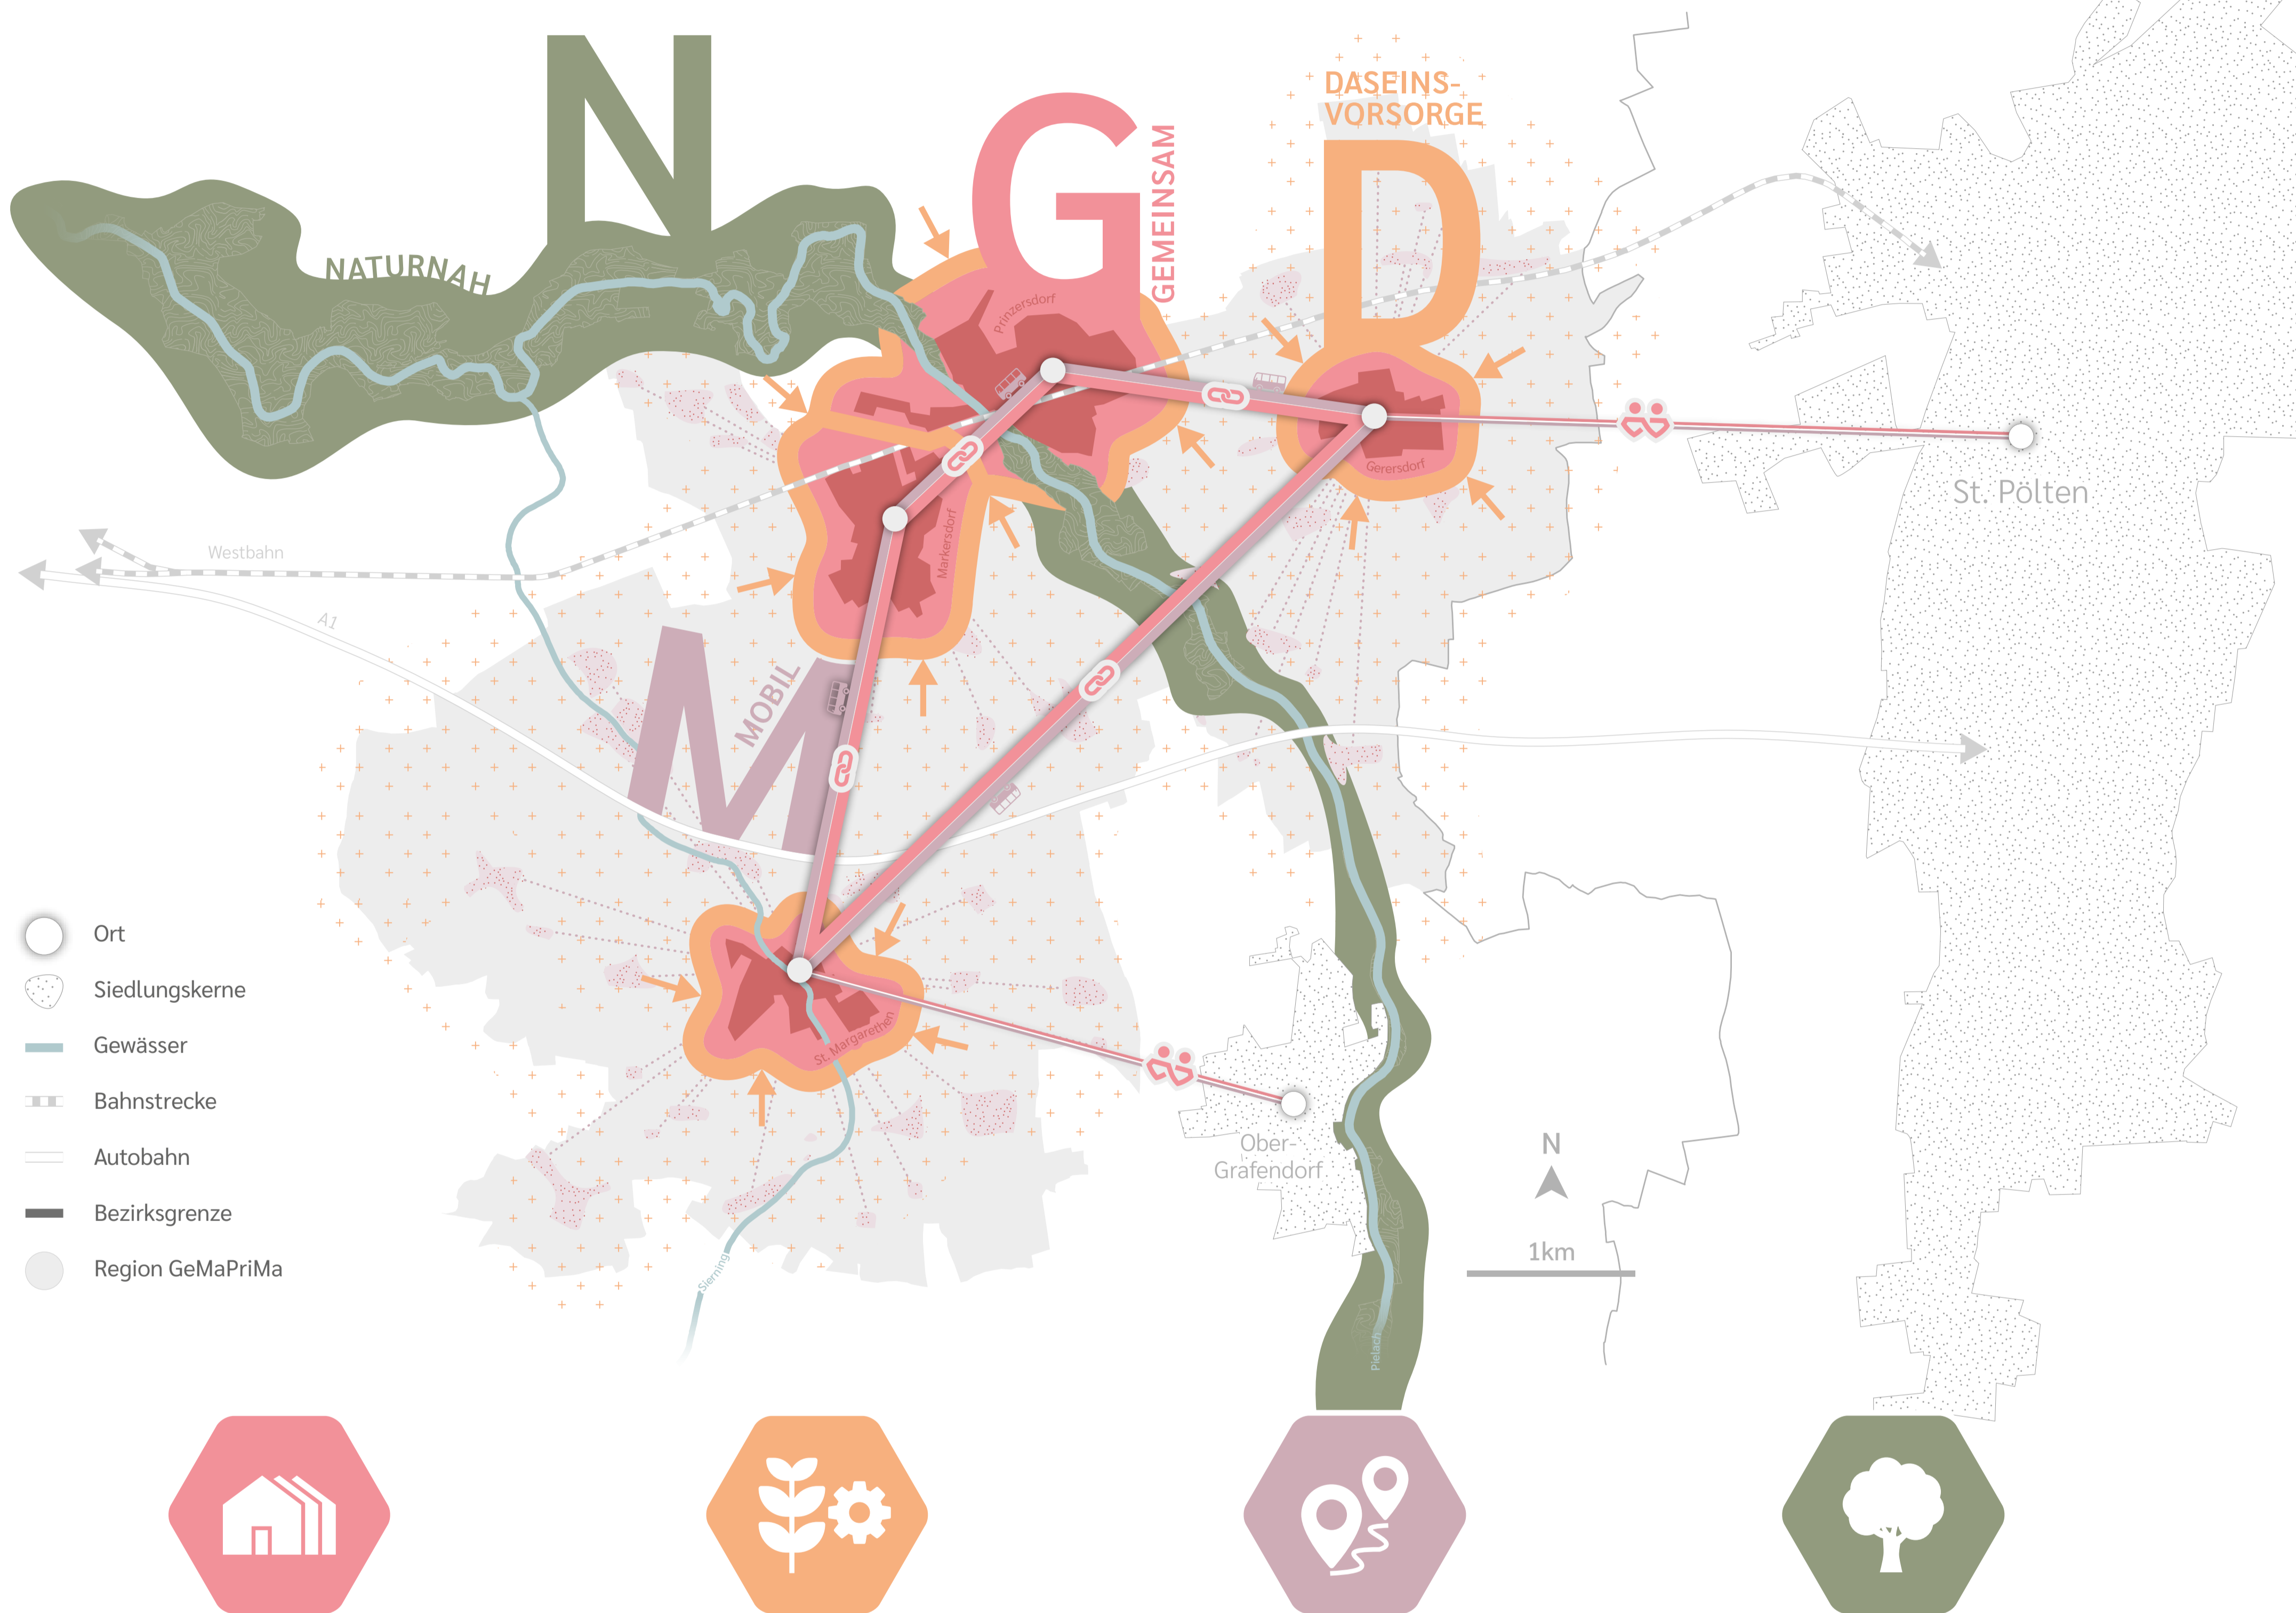 N
NATURNAH
G
GEMEINSAM
DASEINS-
VORSORGE
D
Prinzersdorf
Gerersdorf
Markersdorf
St. Pölten
Westbahn
A1
M
MOBIL
St. Margarethen
Ober-
Grafendorf
N
1km
Sierning
Pielach
Ort
Siedlungskerne
Gewässer
Bahnstrecke
Autobahn
Bezirksgrenze
Region GeMaPriMa